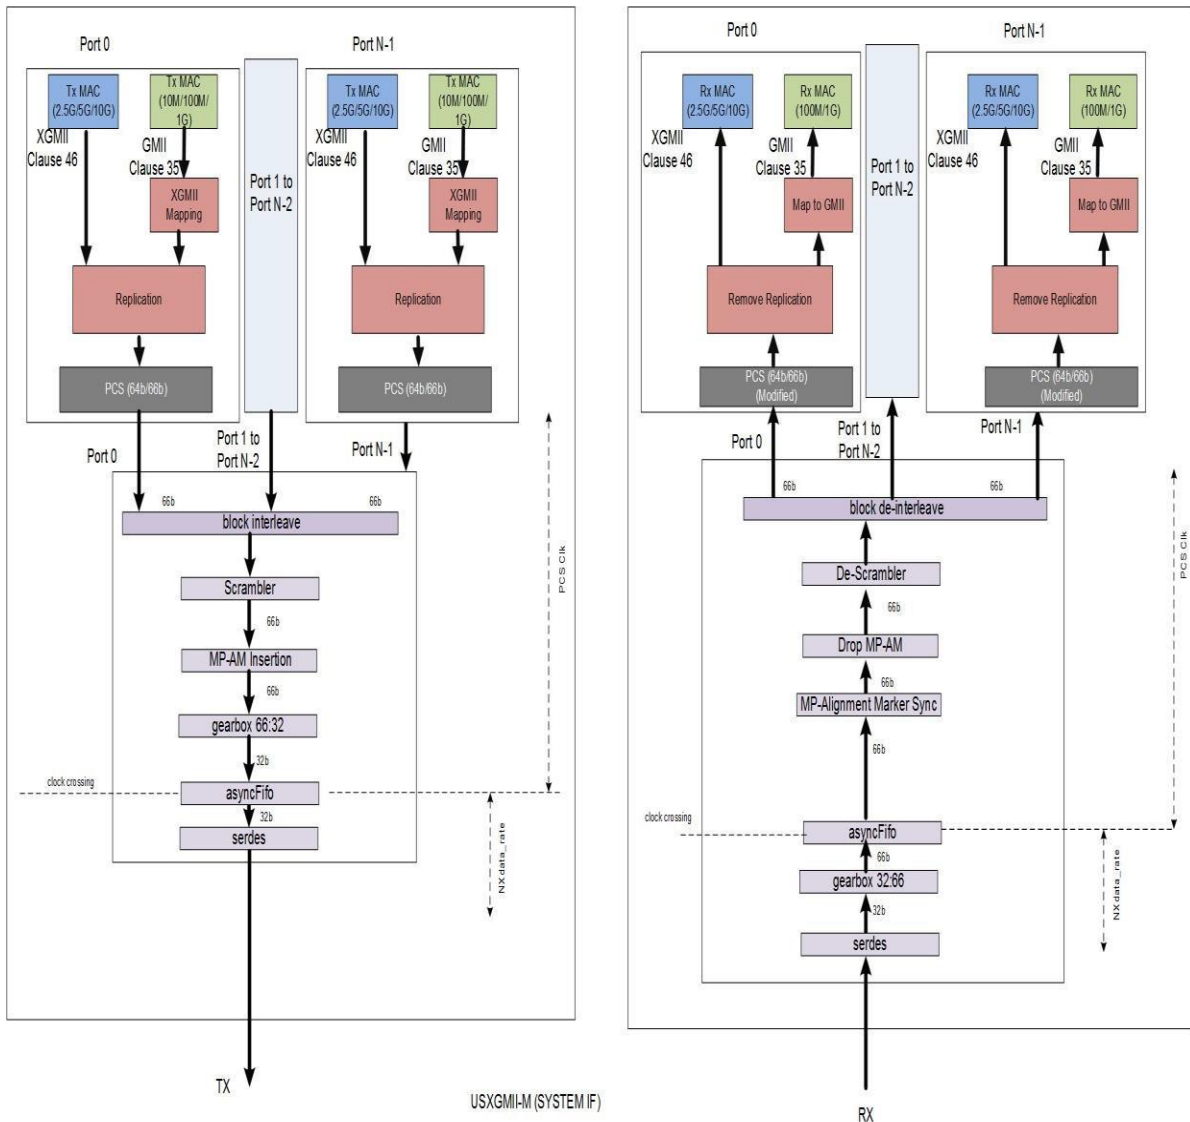 Port 0
Port N-1
Tx MAC
(2.5G/5G/10G)
Tx MAC
(10M/100M/
1G)
XGMII
Clause 46
GMII
Clause 35
XGMII
Mapping
Replication
PCS (64b/66b)
Port 1 to
Port N-2
Tx MAC
(2.5G/5G/10G)
Tx MAC
(10M/100M/
1G)
XGMII
Clause 46
GMII
Clause 35
XGMII
Mapping
Replication
PCS (64b/66b)
Port 0
Port 1 to
Port N-2
Port N-1
66b
66b
block interleave
Scrambler
66b
MP-AM Insertion
66b
gearbox 66:32
32b
clock crossing
asyncFifo
32b
serdes
PCS Clk
NXdata_rate
TX
USXGMII-M (SYSTEM IF)
Port 0
Port N-1
Rx MAC
(2.5G/5G/10G)
Rx MAC
(100M/1G)
XGMII
Clause 46
GMII
Clause 35
Map to GMII
Remove Replication
PCS (64b/66b)
(Modified)
Port 1 to
Port N-2
Rx MAC
(2.5G/5G/10G)
Rx MAC
(100M/1G)
XGMII
Clause 46
GMII
Clause 35
Map to GMII
Remove Replication
PCS (64b/66b)
(Modified)
Port 0
Port 1 to
Port N-2
Port N-1
66b
66b
block de-interleave
De-Scrambler
66b
Drop MP-AM
66b
MP-Alignment Marker Sync
66b
clock crossing
asyncFifo
66b
gearbox 32:66
32b
serdes
PCS Clk
NXdata_rate
RX